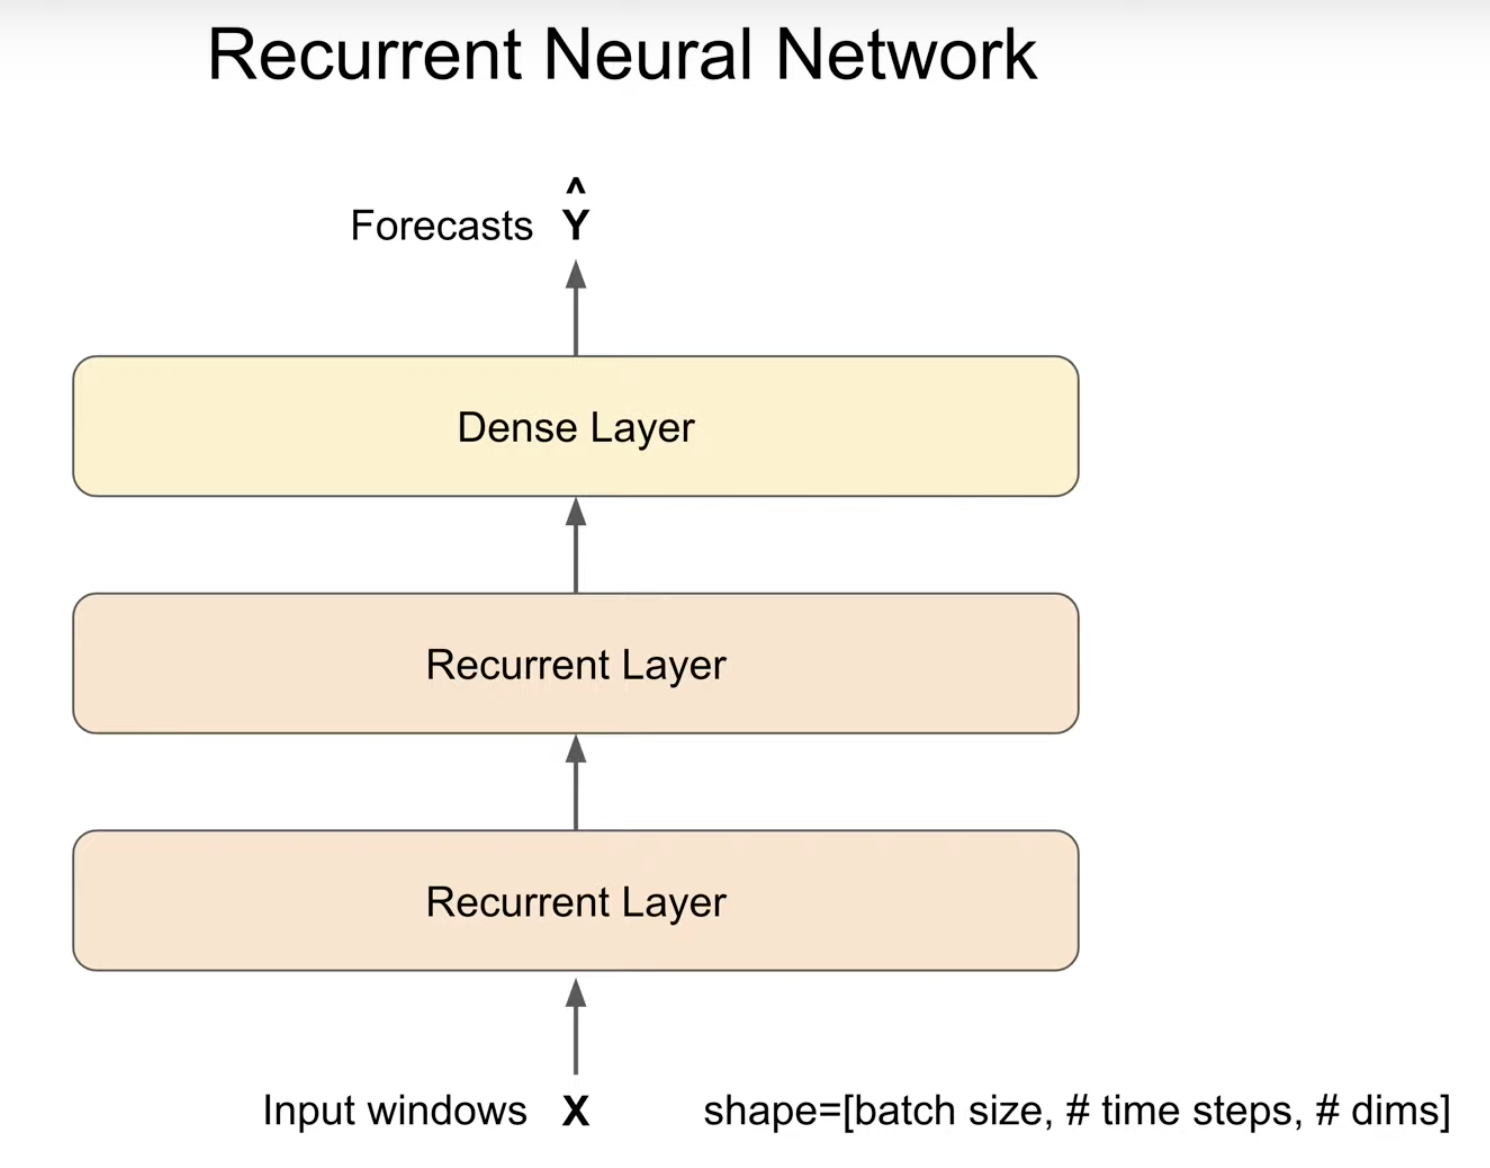 Recurrent Neural Network
^
Forecasts Y
Dense Layer
Recurrent Layer
Recurrent Layer
Input windows X shape=[batch size, # time steps, # dims]